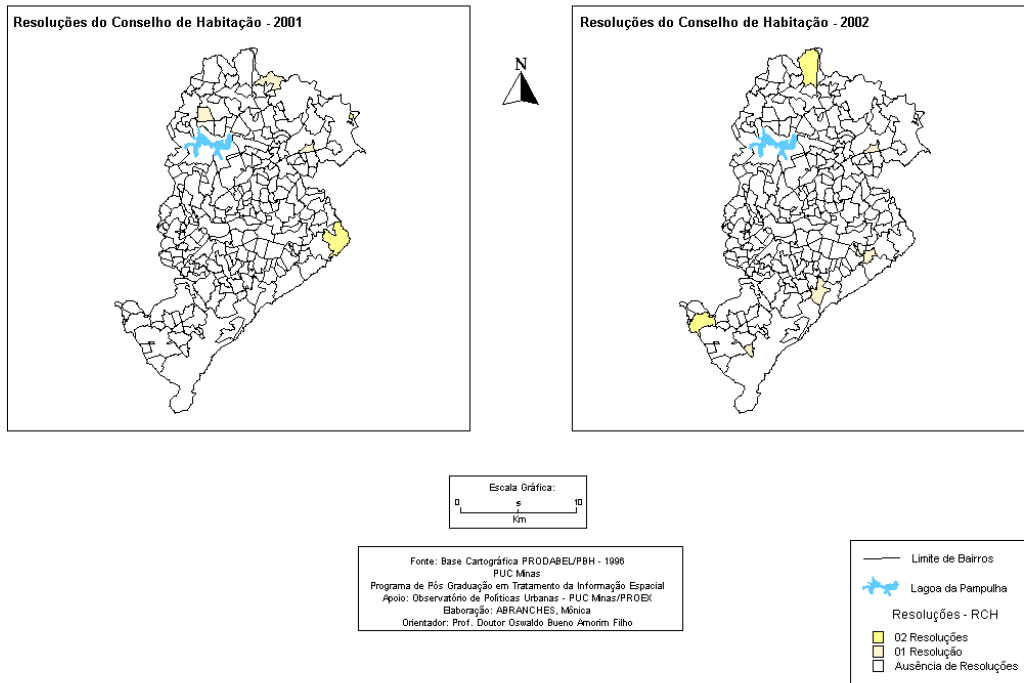 Resoluções do Conselho de Habitação - 2001
Resoluções do Conselho de Habitação - 2002
N
Escala Gráfica:
0 5 10
Km
Fonte: Base Cartográfica PRODABEL/PBH - 1996
PUC Minas
Programa de Pós Graduação em Tratamento da Informação Espacial
Apoio: Observatório de Políticas Urbanas - PUC Minas/PROEX
Elaboração: ABRANCHES, Mônica
Orientador: Prof. Doutor Oswaldo Bueno Amorim Filho
Limite de Bairros
Lagoa da Pampulha
Resoluções - RCH
02 Resoluções
01 Resolução
Ausência de Resoluções